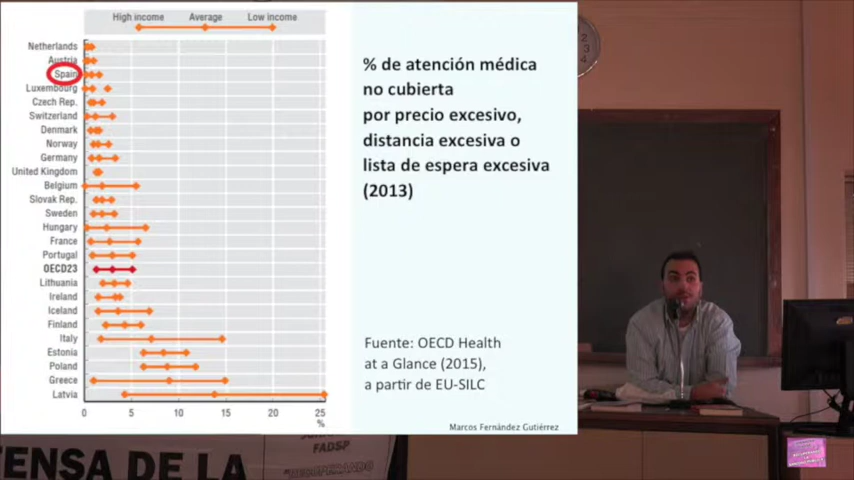 High income Average Low income
Netherlands
Austria
Spain
Luxembourg
Czech Rep.
Switzerland
Denmark
Norway
Germany
United Kingdom
Belgium
Slovak Rep.
Sweden
Hungary
France
Portugal
OECD23
Lithuania
Ireland
Iceland
Finland
Italy
Estonia
Poland
Greece
Latvia
0 5 10 15 20 25
%
% de atención médica
no cubierta
por precio excesivo,
distancia excesiva o
lista de espera excesiva
(2013)
Fuente: OECD Health
at a Glance (2015),
a partir de EU-SILC
Marcos Fernández Gutiérrez
FADSP
ENSA DE LA